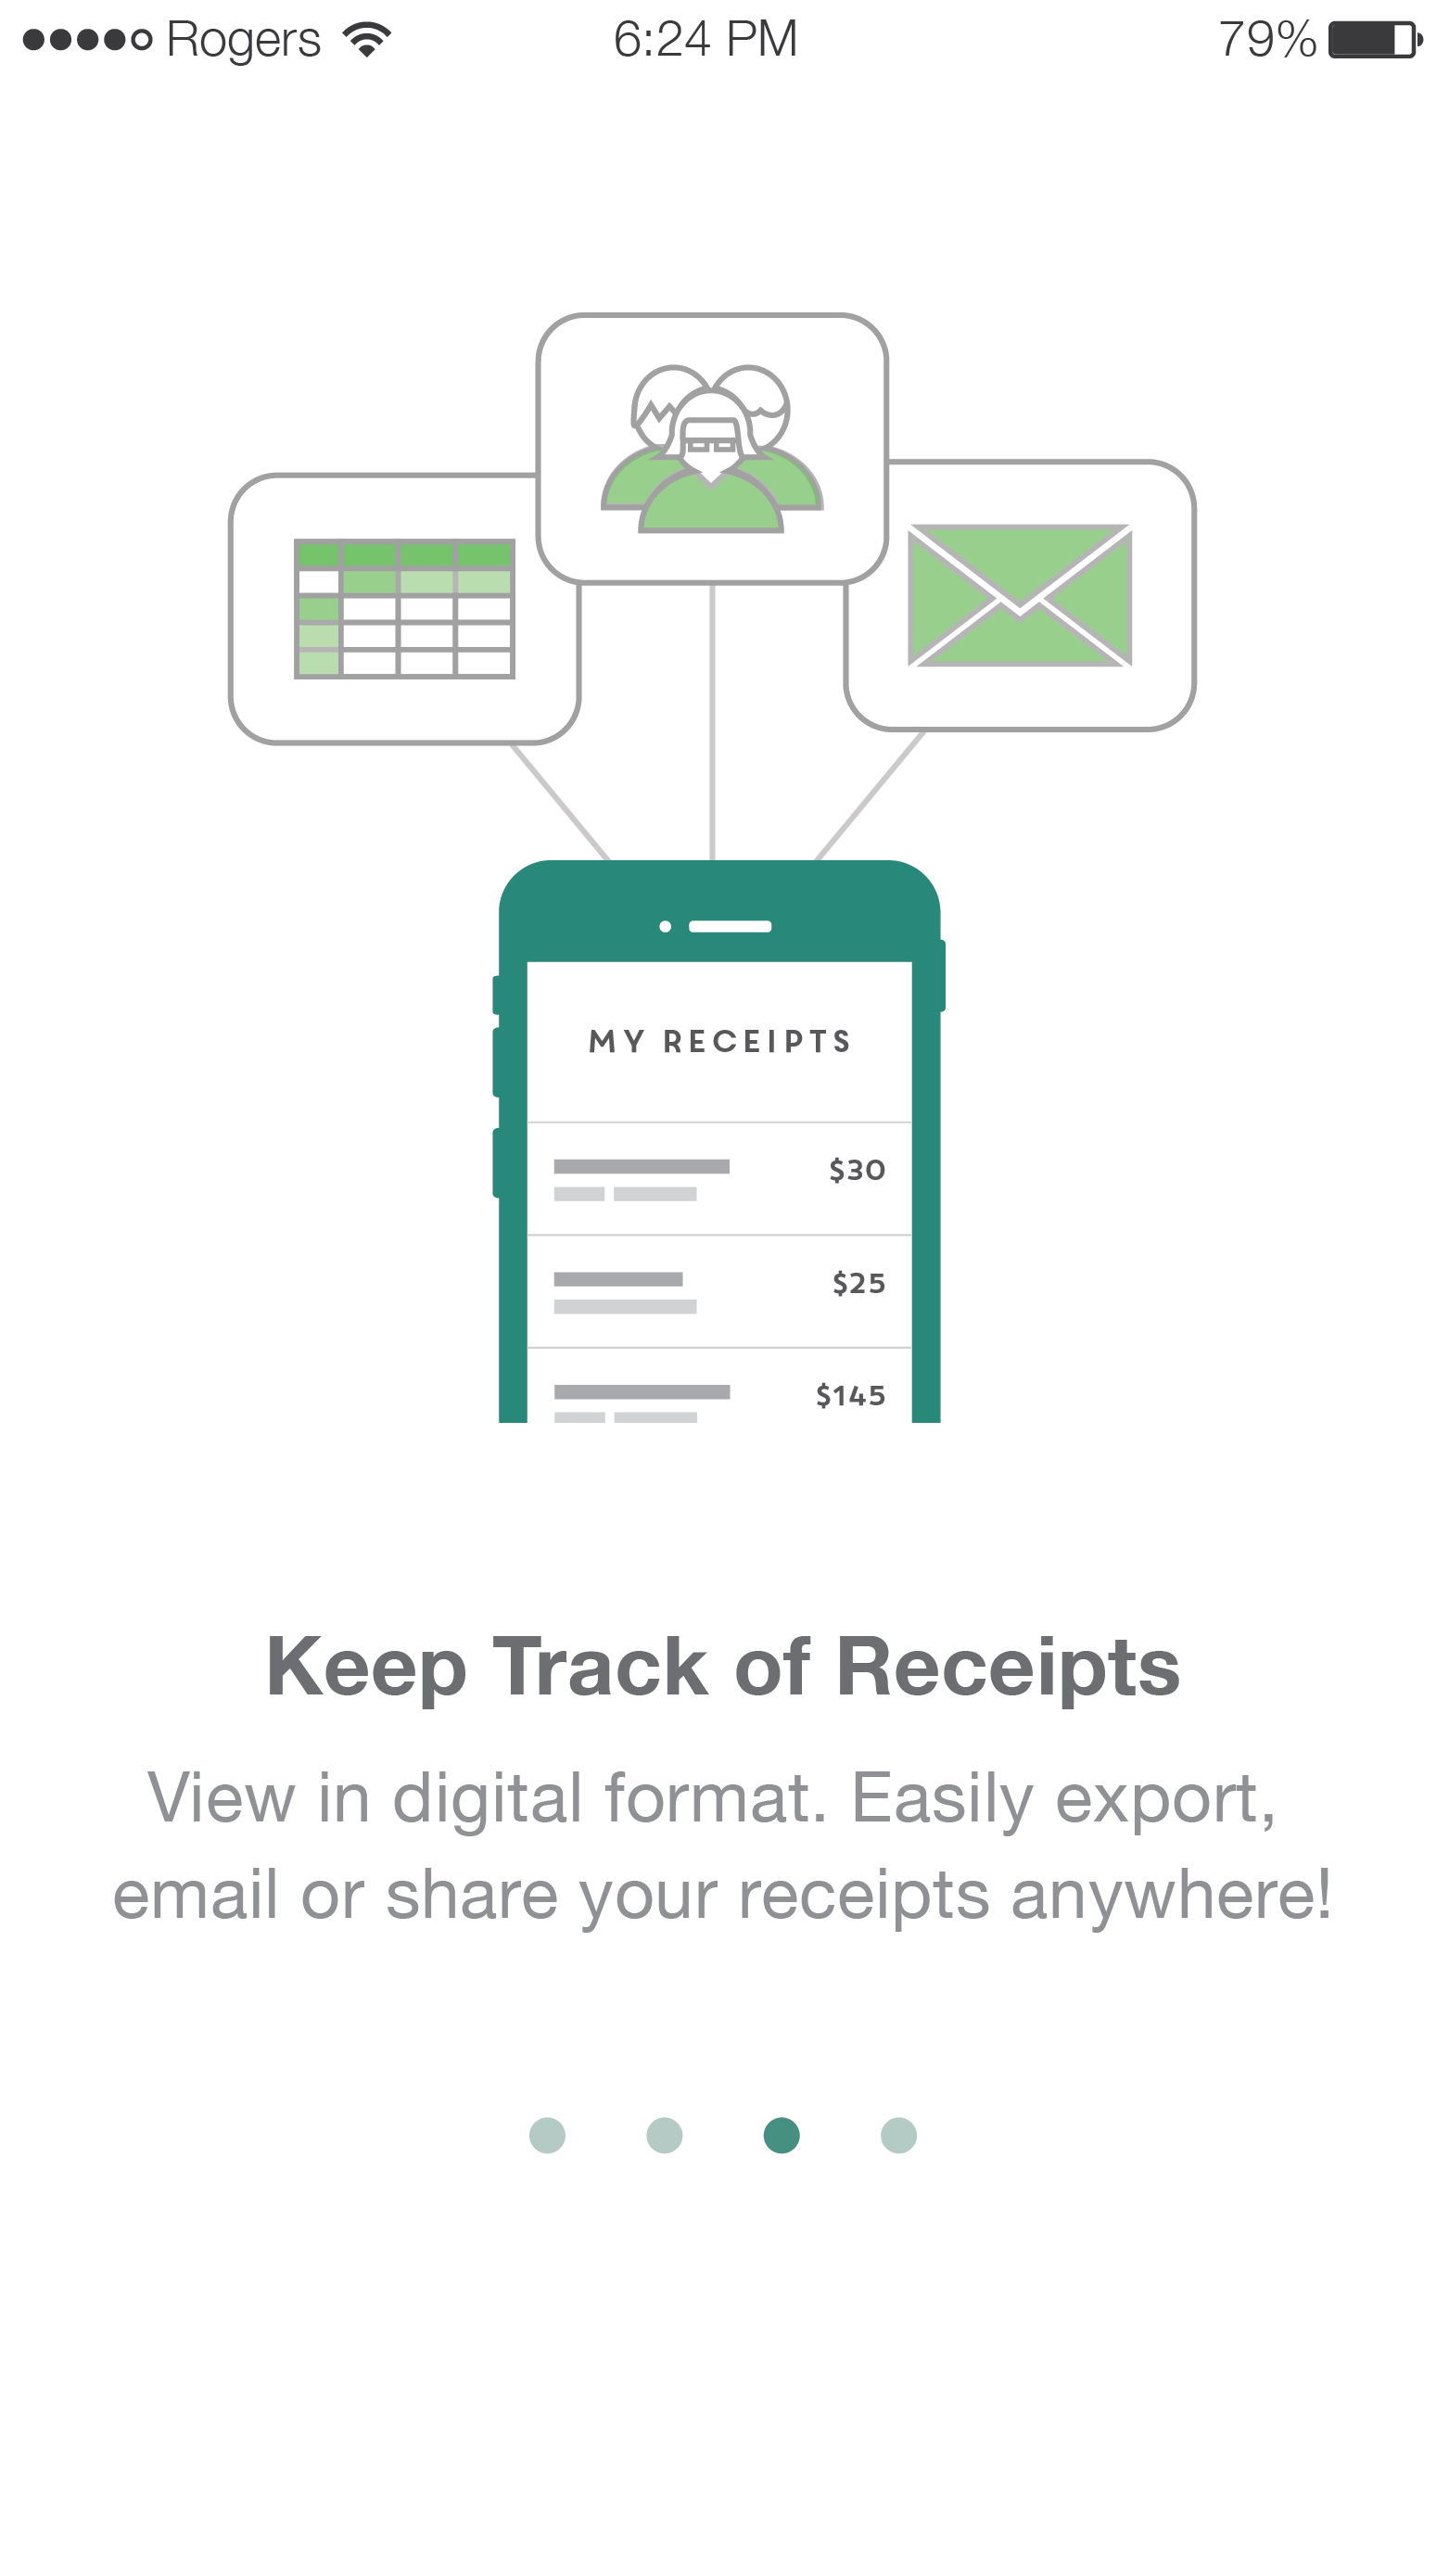 Rogers 6:24 PM 79%
MY RECEIPTS
$30
$25
$145
Keep Track of Receipts
View in digital format. Easily export,
email or share your receipts anywhere!